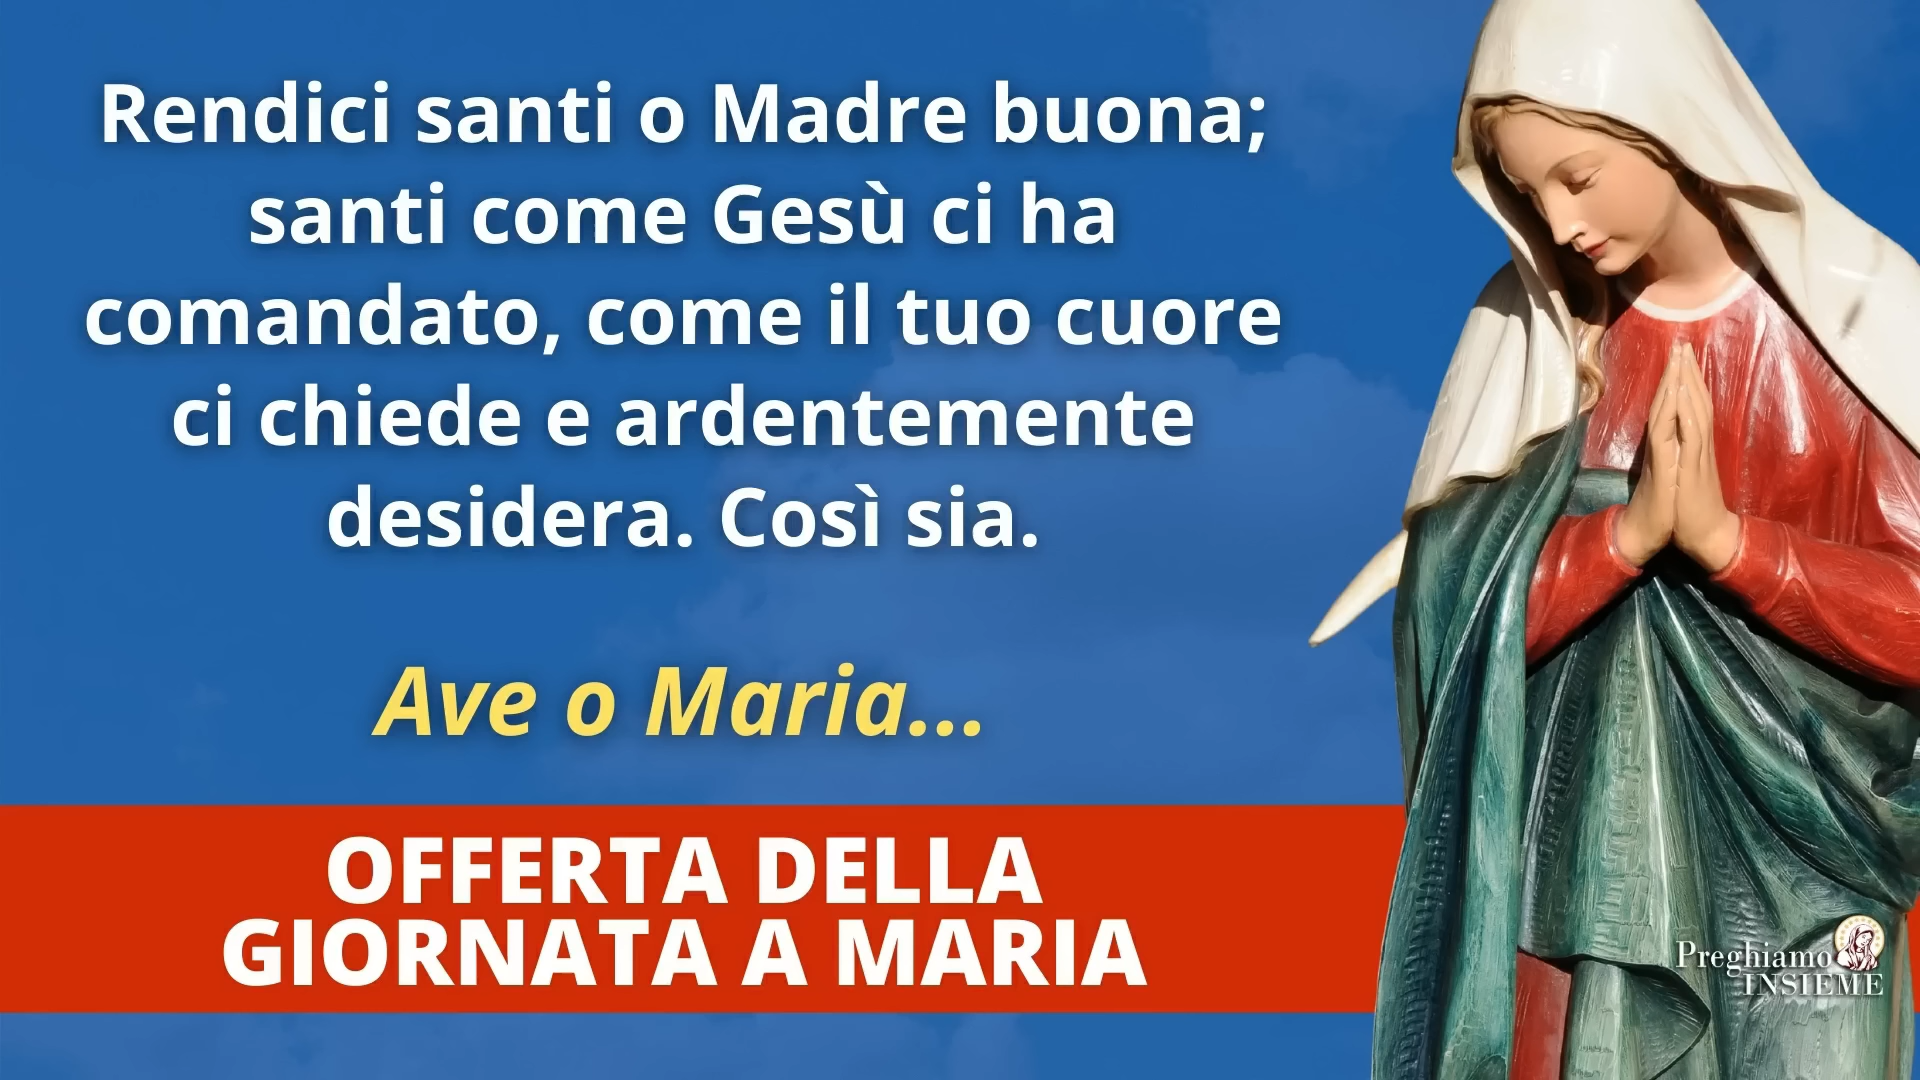 Rendici santi o Madre buona;
santi come Gesù ci ha
comandato, come il tuo cuore
ci chiede e ardentemente
desidera. Così sia.
Ave o Maria...
OFFERTA DELLA
GIORNATA A MARIA
Preghiamo
INSIEME